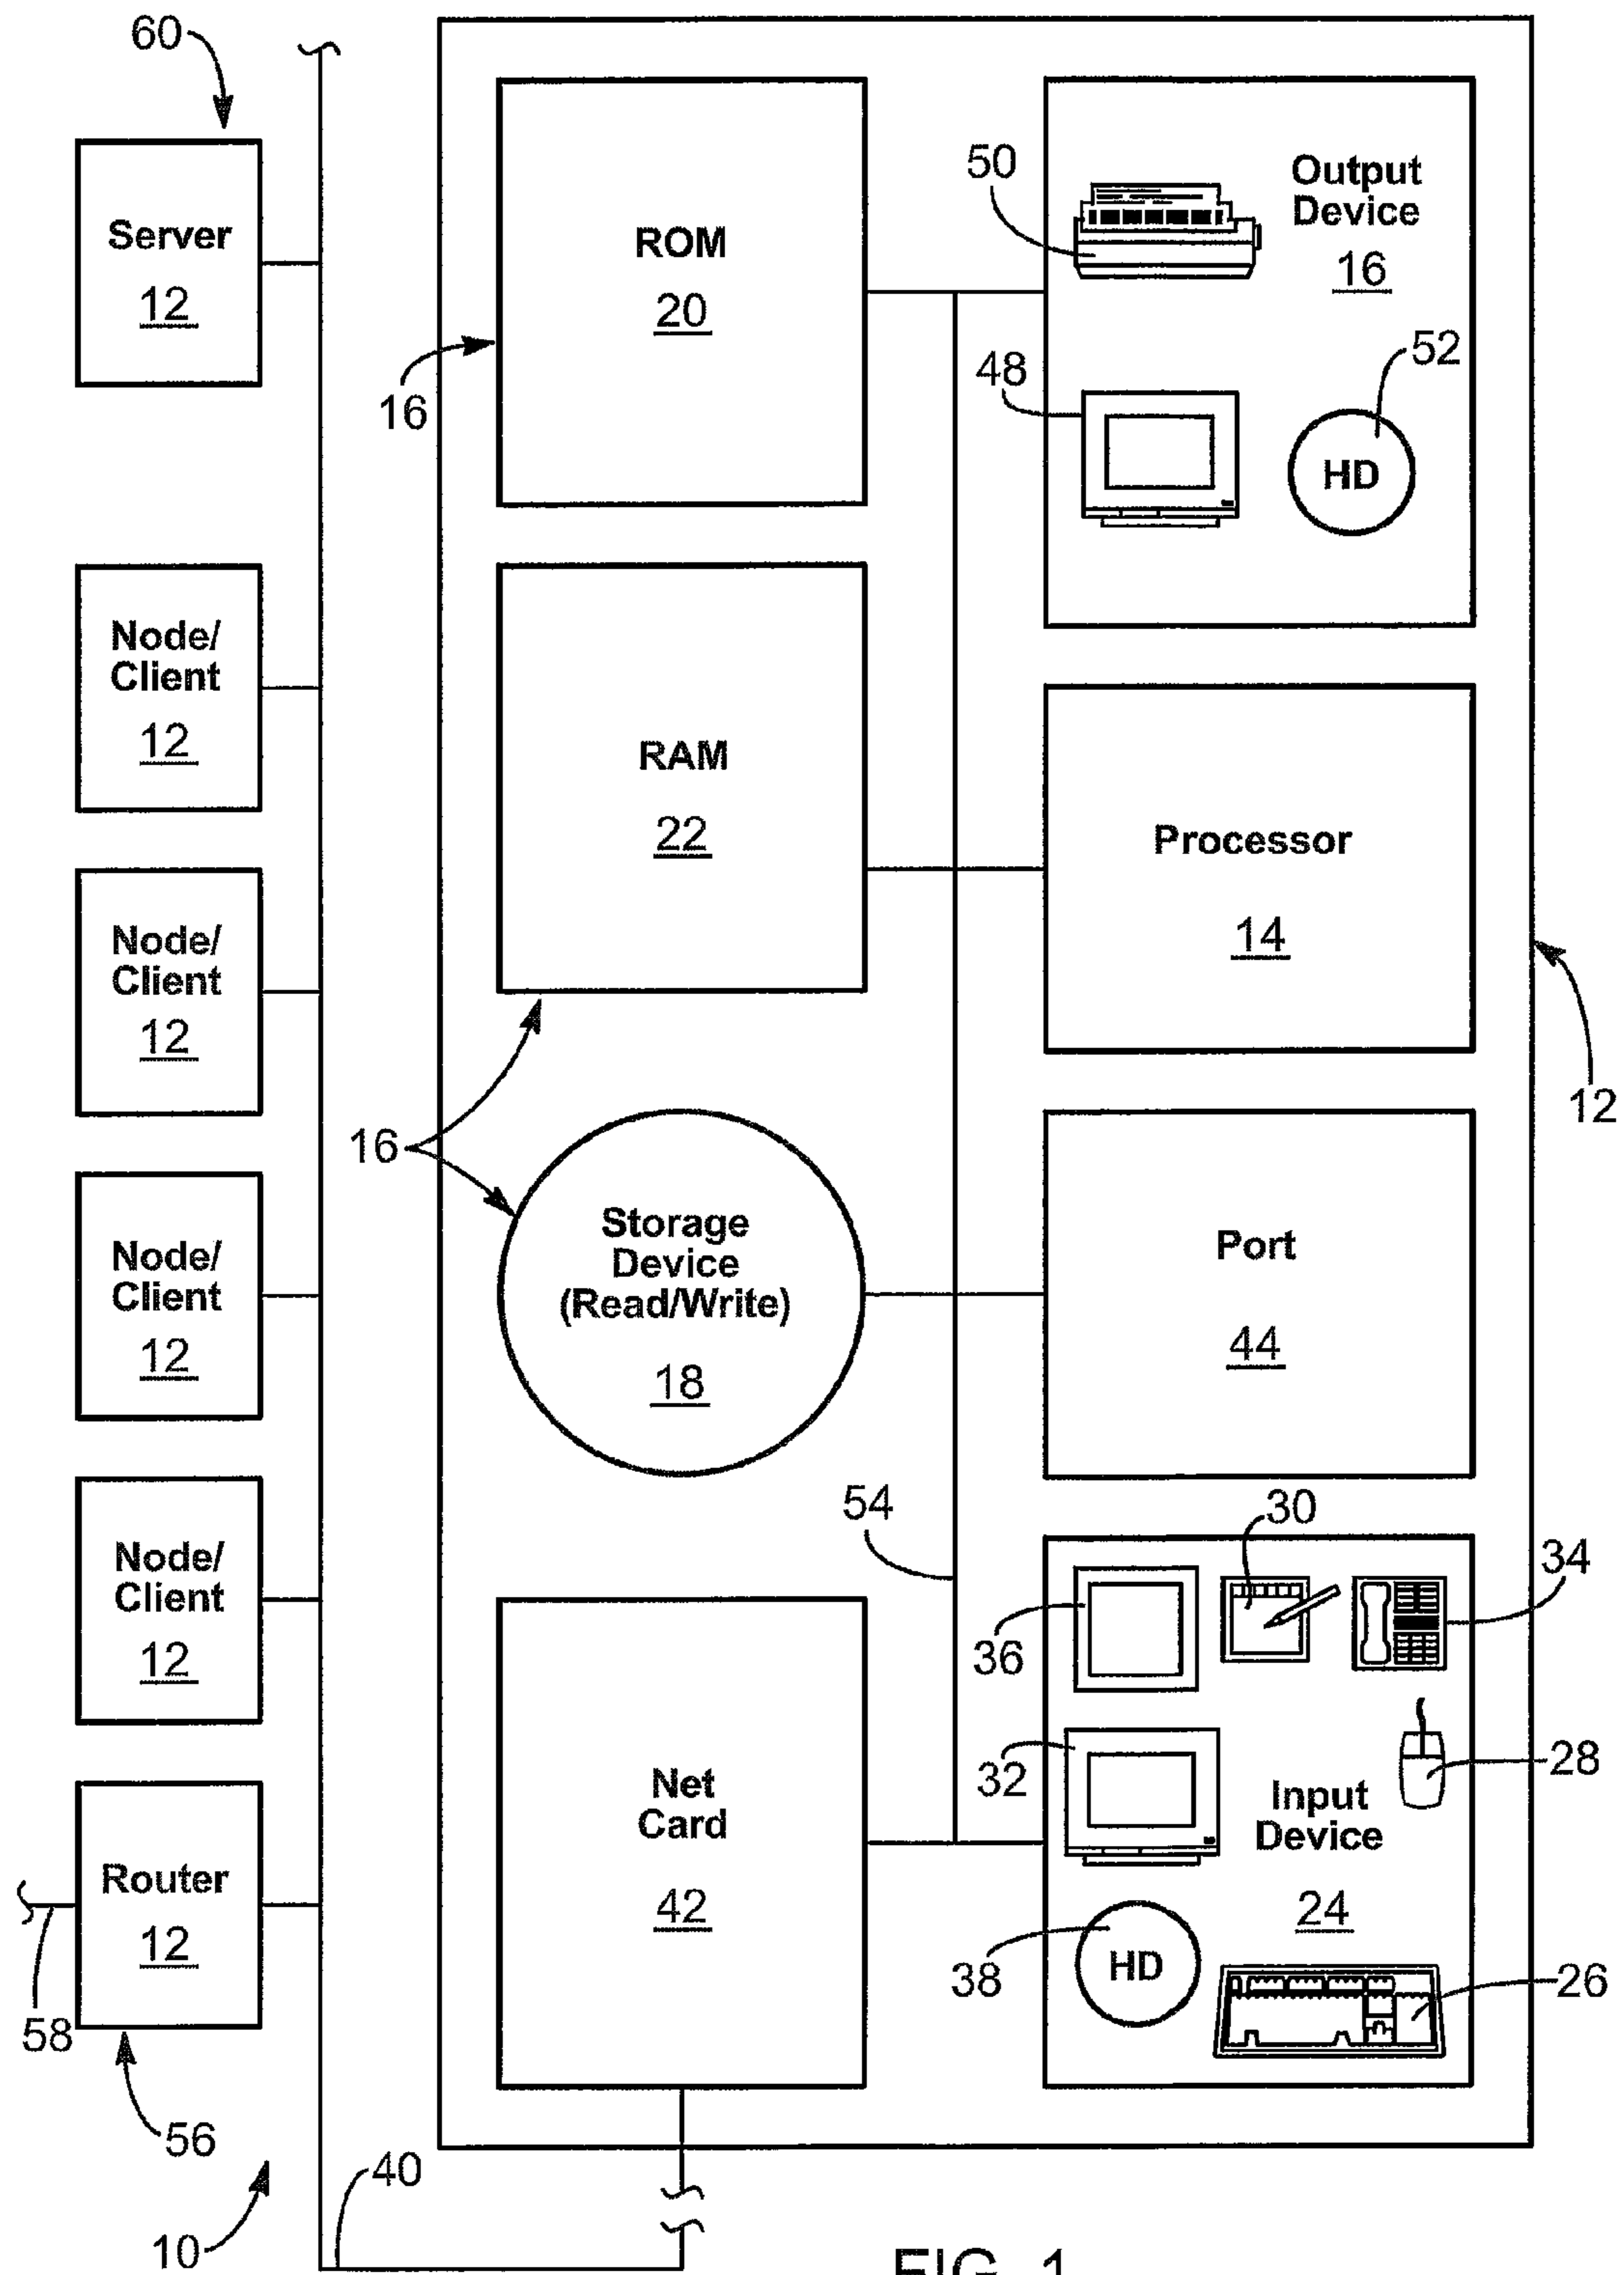 60
Server
12
Node/
Client
12
Node/
Client
12
Node/
Client
12
Node/
Client
12
Router
12
58
56
10
40
16
ROM
20
RAM
22
16
Storage
Device
(Read/Write)
18
54
Net
Card
42
50
Output
Device
16
48
52
HD
Processor
14
12
Port
44
30
34
36
32
28
Input
Device
24
38
HD
26
FIG. 1